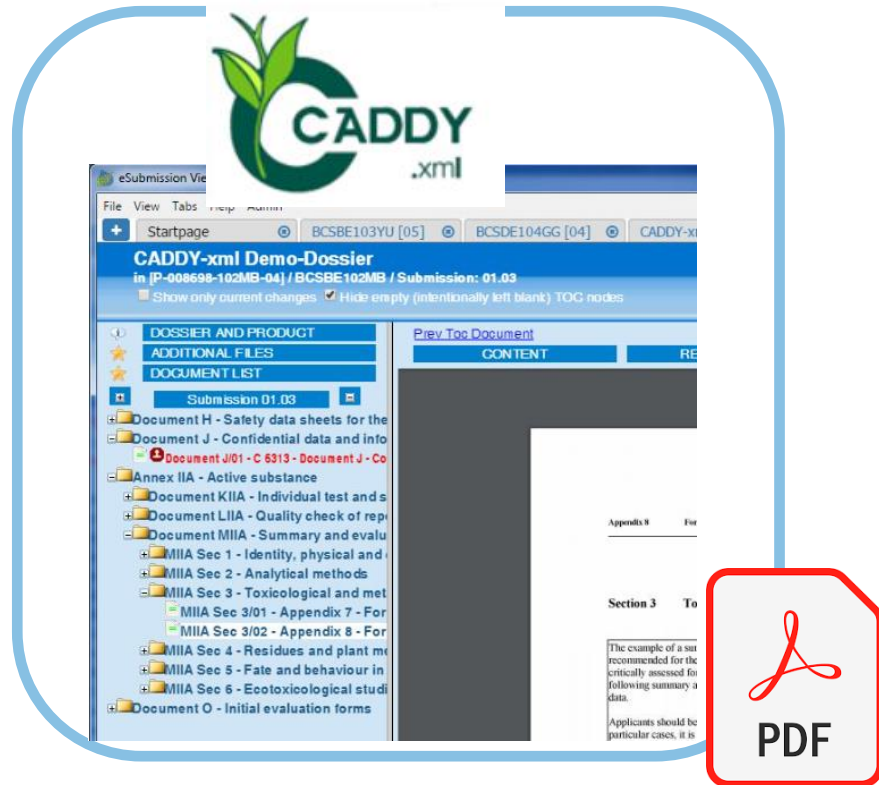 CADDY
.xml
eSubmission Vie
File View Tabs Help Admin
Startpage BCSBE103YU [05] BCSDE104GG [04] CADDY-x
CADDY-xml Demo-Dossier
in [P-008698-102MB-04] / BCSBE102MB / Submission: 01.03
Show only current changes Hide empty (intentionally left blank) TOC nodes
DOSSIER AND PRODUCT
ADDITIONAL FILES
DOCUMENT LIST
Submission 01.03
Document H - Safety data sheets for the
Document J - Confidential data and info
Document J/01 - C 6313 - Document J - Co
Annex IIA - Active substance
Document KIIA - Individual test and s
Document LIIA - Quality check of rep
Document MIIA - Summary and evalu
MIIA Sec 1 - Identity, physical and
MIIA Sec 2 - Analytical methods
MIIA Sec 3 - Toxicological and met
MIIA Sec 3/01 - Appendix 7 - For
MIIA Sec 3/02 - Appendix 8 - For
MIIA Sec 4 - Residues and plant m
MIIA Sec 5 - Fate and behaviour in
MIIA Sec 6 - Ecotoxicological studi
Document O - Initial evaluation forms
Prev Toc Document
CONTENT RE
Appendix 8 For
Section 3 To
The example of a sur
recommended for the
critically assessed for
following summary a
data.
Applicants should be
particular cases, it is
PDF